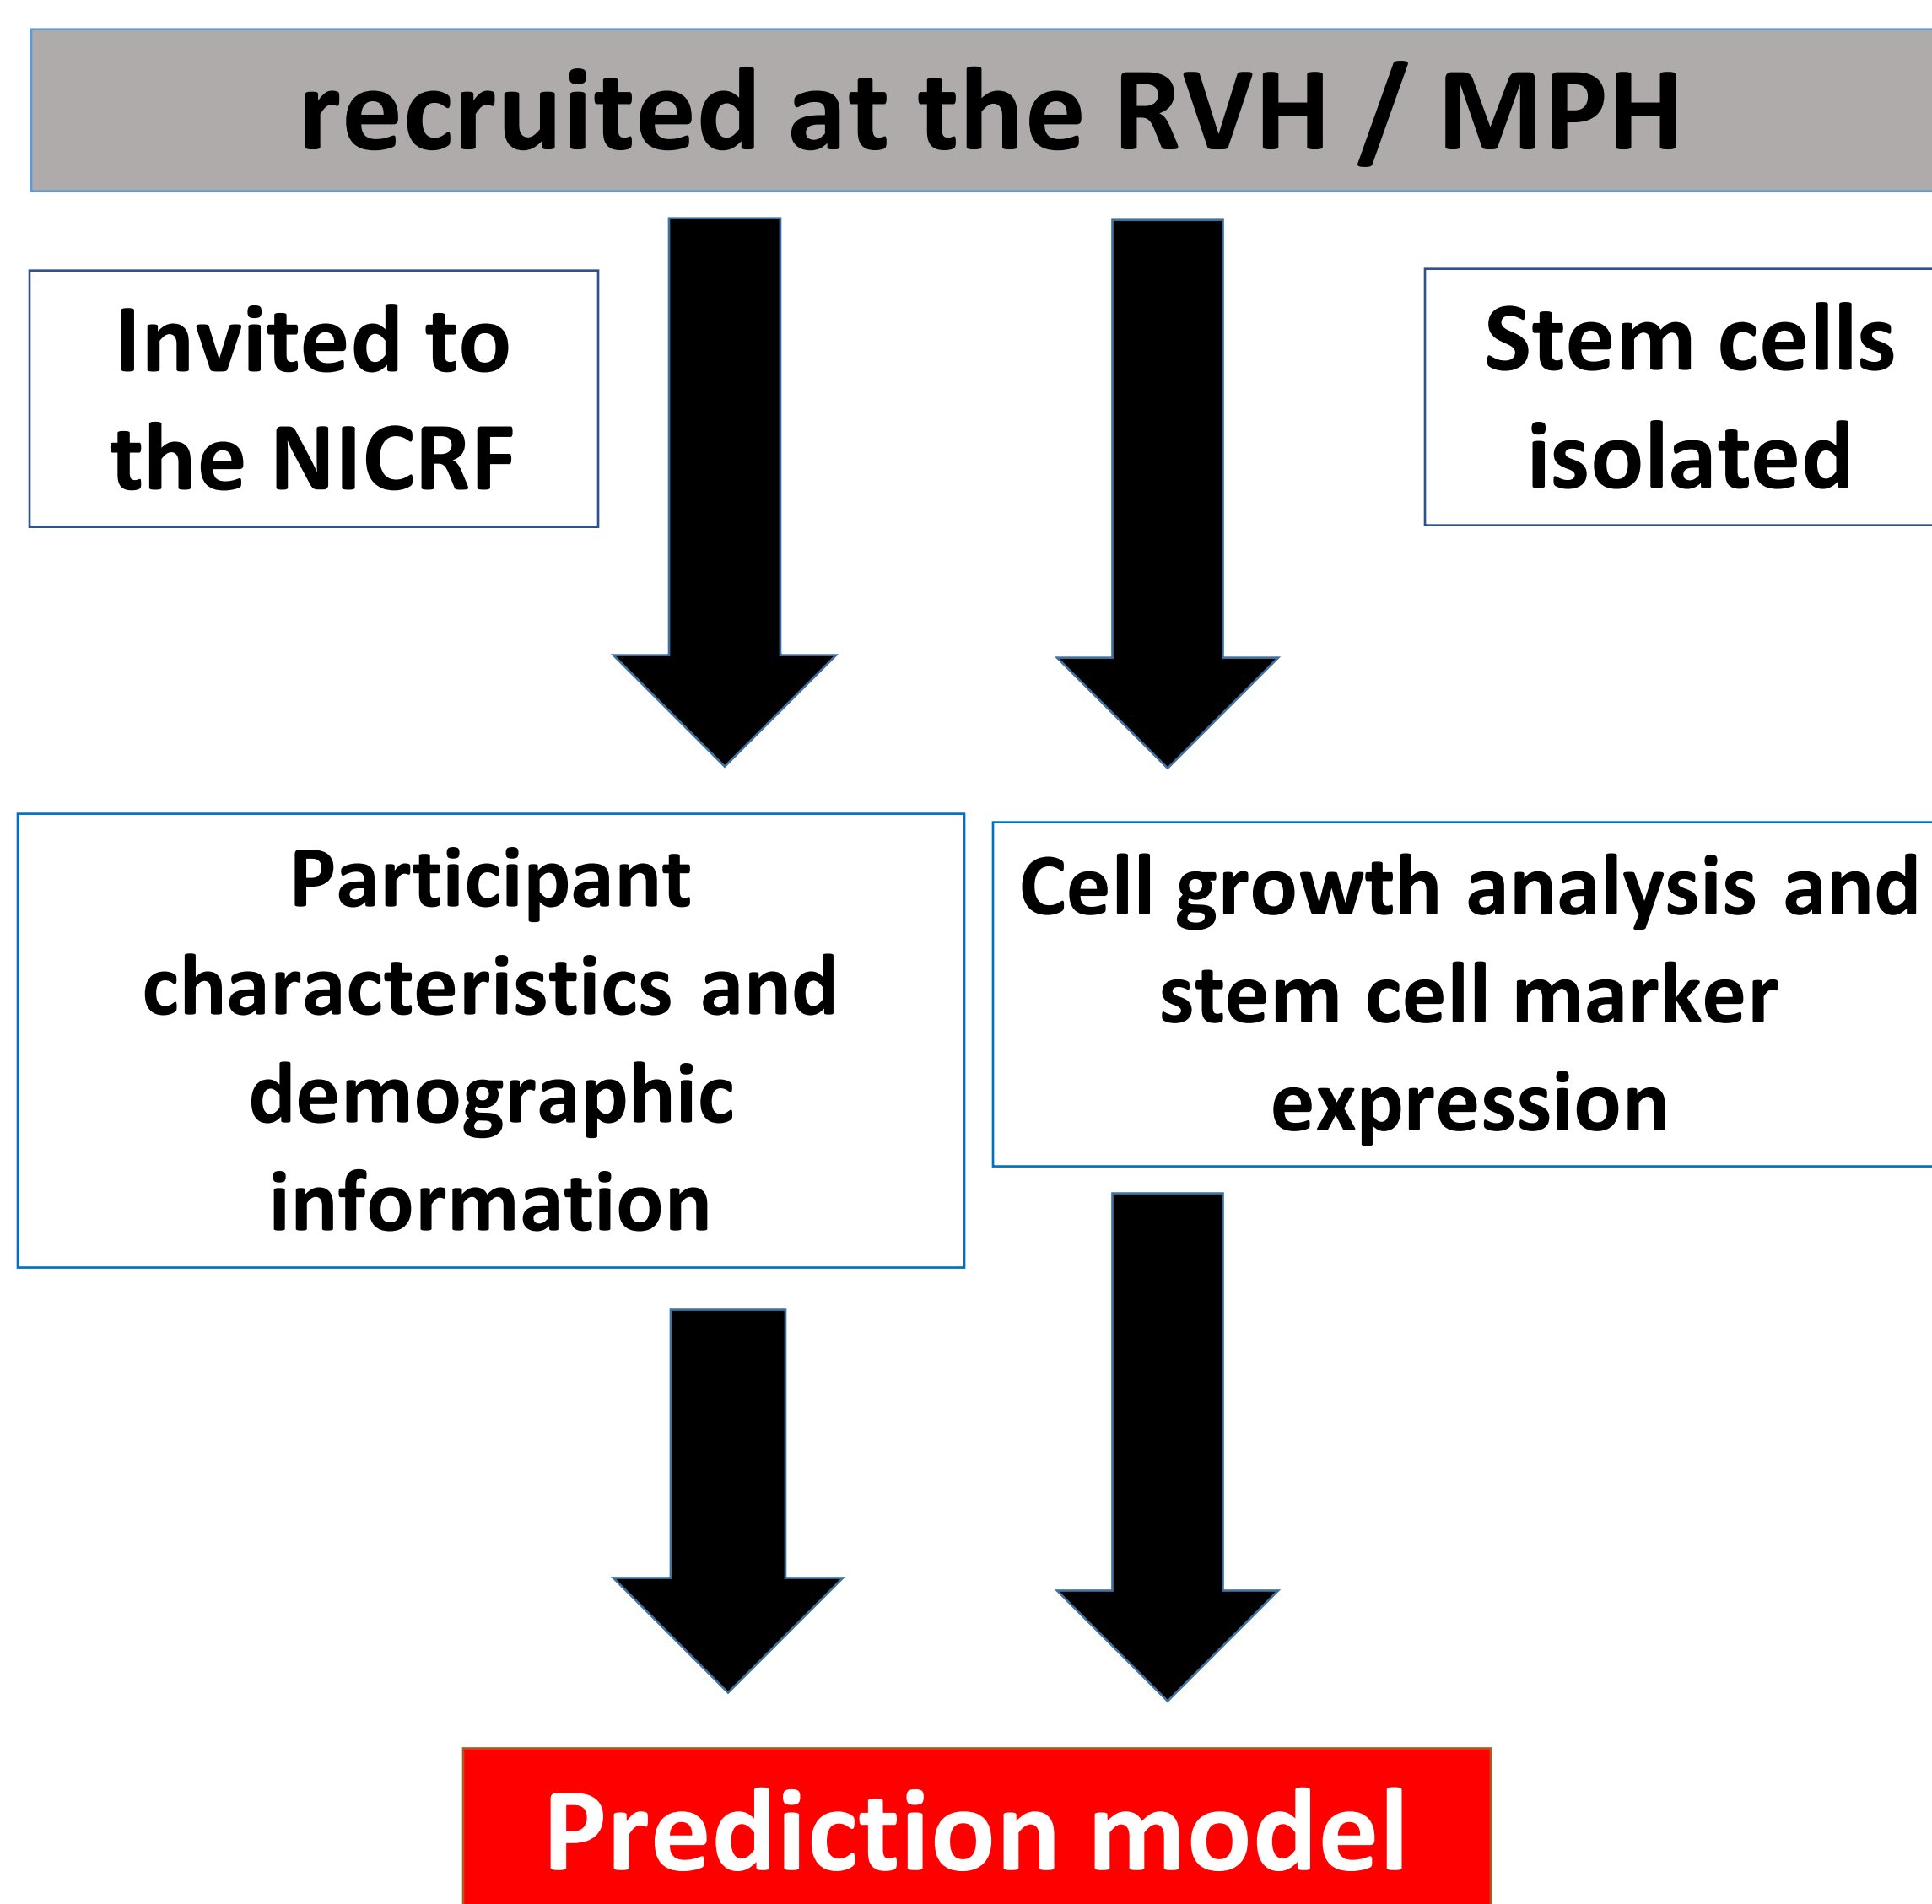 recruited at the RVH / MPH
Invited to
the NICRF
Stem cells
isolated
Participant
characteristics and
demographic
information
Cell growth analysis and
stem cell marker
expression
Prediction model